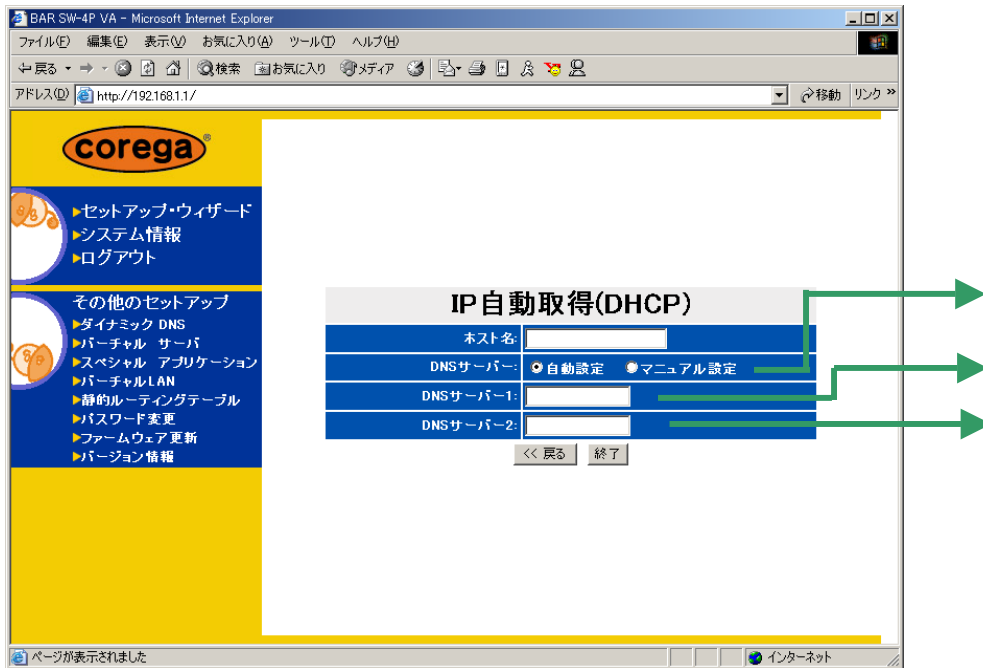 BAR SW-4P VA - Microsoft Internet Explorer
ファイル(F) 編集(E) 表示(V) お気に入り(A) ツール(T) ヘルプ(H)
戻る 検索 お気に入り メディア
アドレス(D) http://192.168.1.1/ 移動 リンク »
corega®
セットアップ・ウィザード
システム情報
ログアウト
その他のセットアップ
ダイナミック DNS
バーチャル サーバ
スペシャル アプリケーション
バーチャルLAN
静的ルーティングテーブル
パスワード変更
ファームウェア更新
バージョン情報
IP自動取得(DHCP)
ホスト名:
DNSサーバー: 自動設定 マニュアル設定
DNSサーバー1:
DNSサーバー2:
<< 戻る 終了
ページが表示されました インターネット